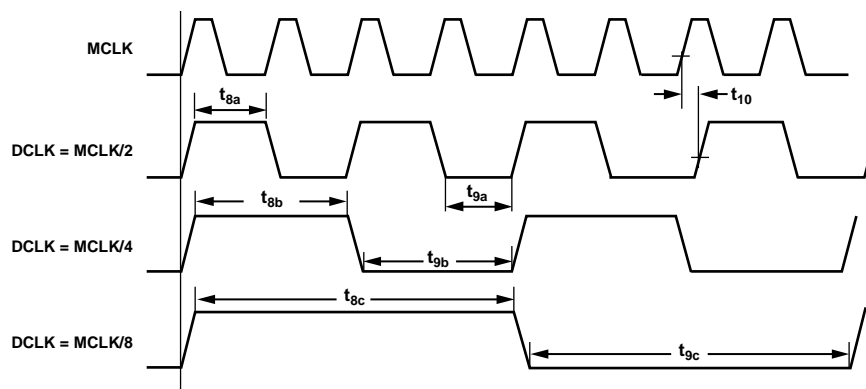 MCLK
t10
t8a
DCLK = MCLK/2
t9a
t8b
DCLK = MCLK/4
t9b
t8c
DCLK = MCLK/8
t9c